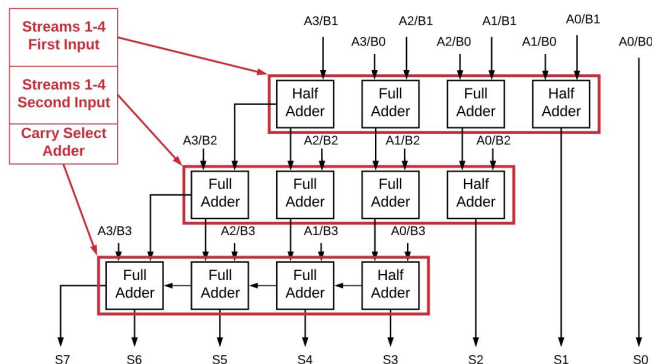 Streams 1-4
First Input
Streams 1-4
Second Input
Carry Select
Adder
A3/B1 A2/B1 A1/B1 A0/B1
A3/B0 A2/B0 A1/B0 A0/B0
Half Full Full Half
Adder Adder Adder Adder
A3/B2 A2/B2 A1/B2 A0/B2
Full Full Full Half
Adder Adder Adder Adder
A3/B3 A2/B3 A1/B3 A0/B3
Full Full Full Half
Adder Adder Adder Adder
S7 S6 S5 S4 S3 S2 S1 S0